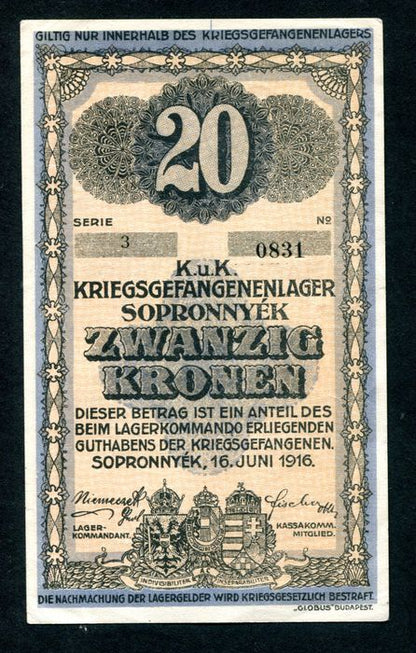 GILTIG NUR INNERHALB DES KRIEGSGEFANGENENLAGERS
20
SERIE No
3 0831
K.u.K.
KRIEGSGEFANGENENLAGER
SOPRONNYÉK
ZWANZIG
KRONEN
DIESER BETRAG IST EIN ANTEIL DES
BEIM LAGERKOMMANDO ERLIEGENDEN
GUTHABENS DER KRIEGSGEFANGENEN.
SOPRONNYÉK, 16. JUNI 1916.
LAGER-
KOMMANDANT.
KASSAKOMM.
MITGLIED.
INDIVISIBILITER INSEPARABILITER
DIE NACHMACHUNG DER LAGERGELDER WIRD KRIEGSGESETZLICH BESTRAFT.
„GLOBUS" BUDAPEST.